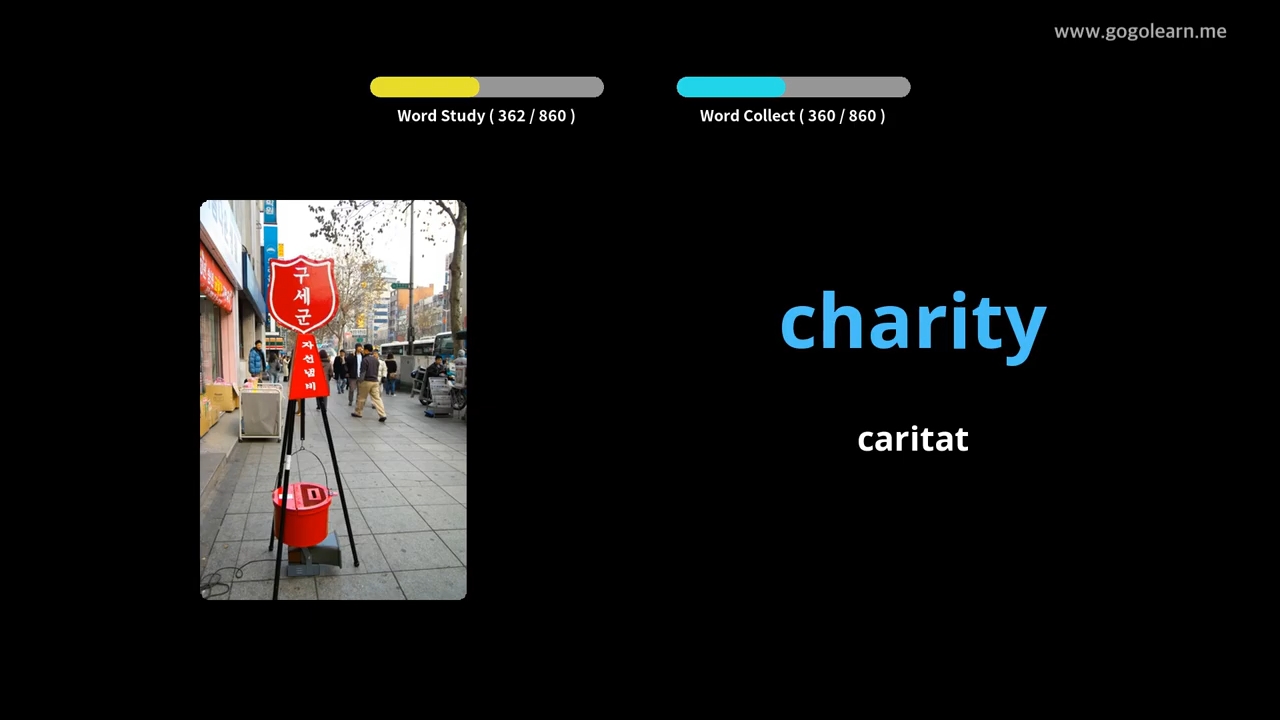 www.gogolearn.me
Word Study ( 362 / 860 )
Word Collect ( 360 / 860 )
구
세
군
자
선
냄
비
charity
caritat